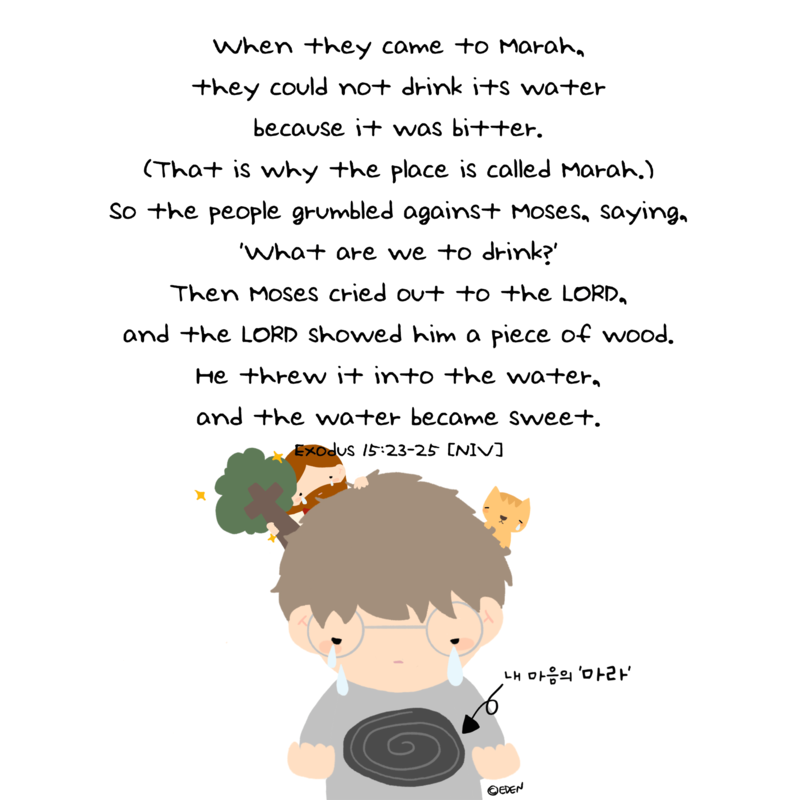 When they came to Marah,
they could not drink its water
because it was bitter.
(That is why the place is called Marah.)
So the people grumbled against Moses, saying,
'What are we to drink?'
Then Moses cried out to the LORD,
and the LORD showed him a piece of wood.
He threw it into the water,
and the water became sweet.
Exodus 15:23-25 [NIV]
내 마음의 '마라'
©EDEN